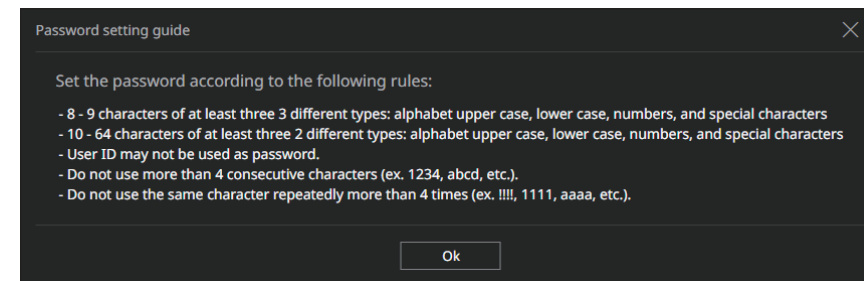 Password setting guide
Set the password according to the following rules:
- 8 - 9 characters of at least three 3 different types: alphabet upper case, lower case, numbers, and special characters
- 10 - 64 characters of at least three 2 different types: alphabet upper case, lower case, numbers, and special characters
- User ID may not be used as password.
- Do not use more than 4 consecutive characters (ex. 1234, abcd, etc.).
- Do not use the same character repeatedly more than 4 times (ex. !!!!, 1111, aaaa, etc.).
Ok